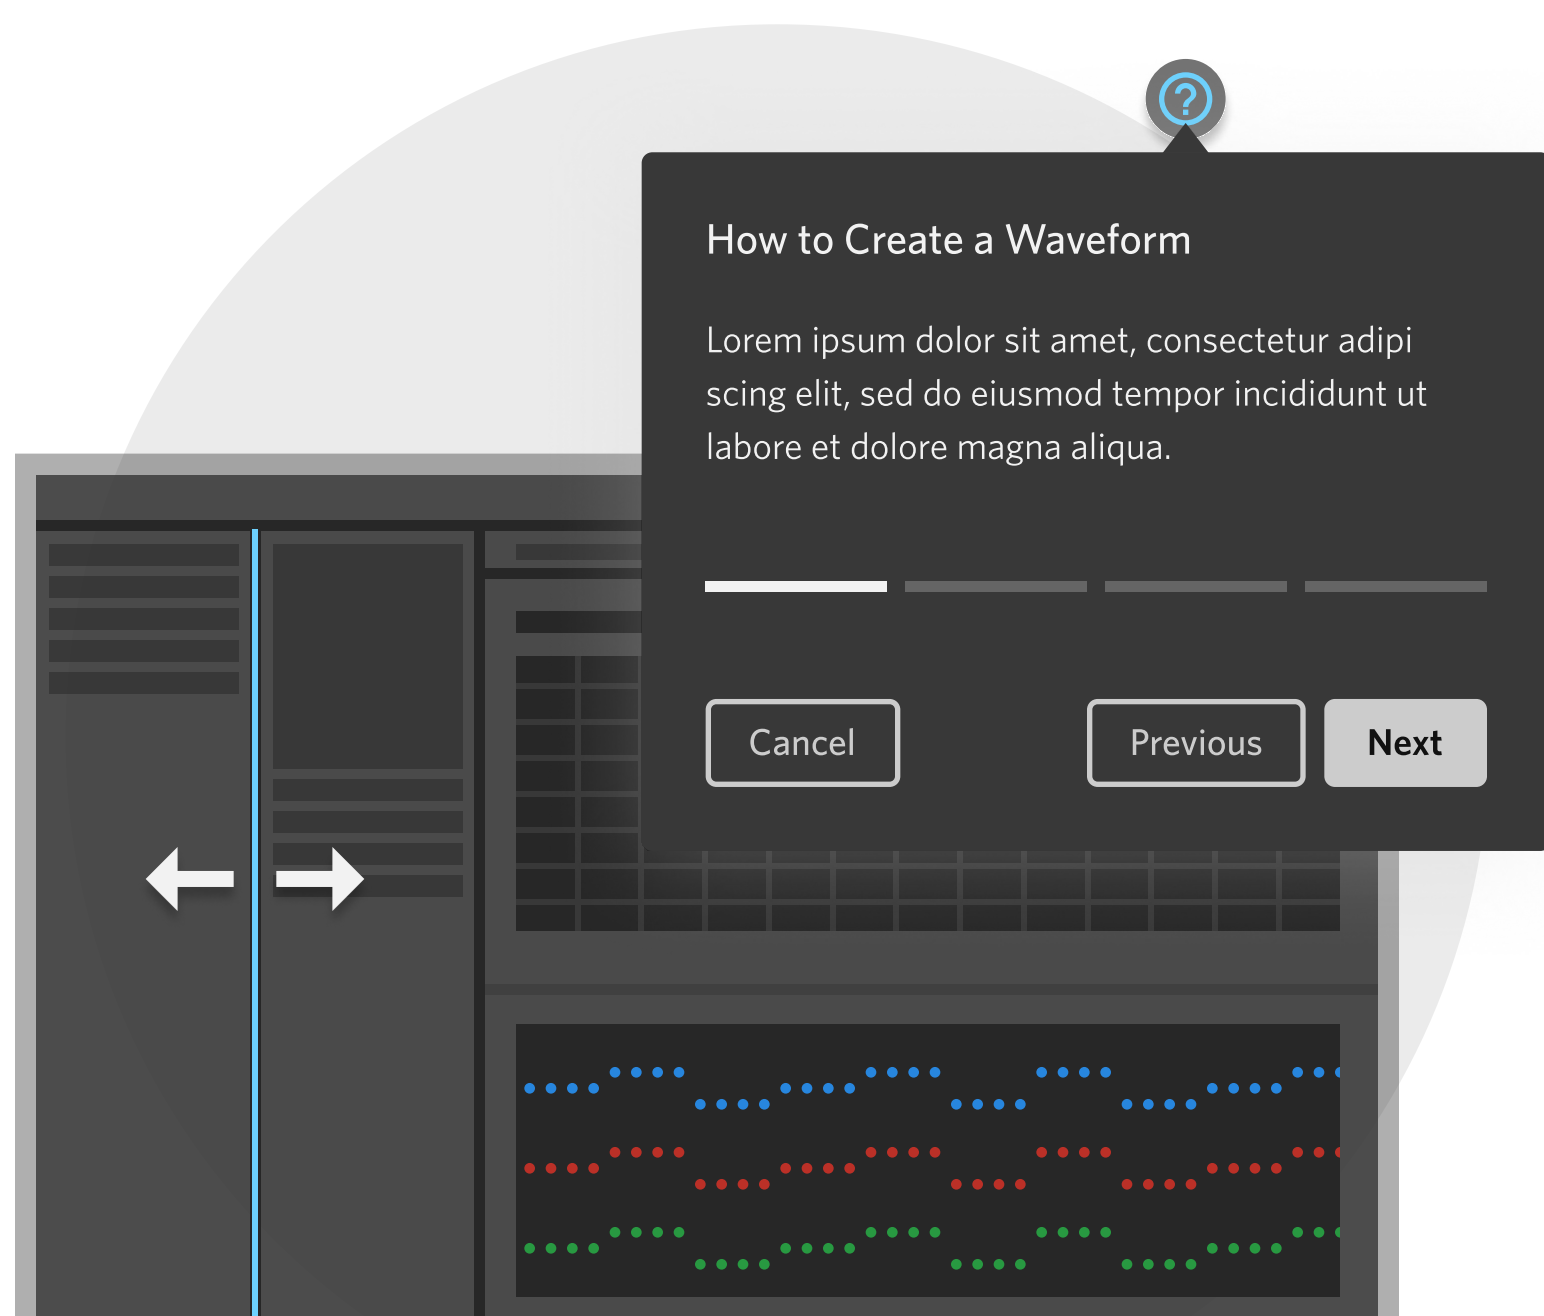 ?
How to Create a Waveform
Lorem ipsum dolor sit amet, consectetur adipi
scing elit, sed do eiusmod tempor incididunt ut
labore et dolore magna aliqua.
Cancel Previous Next